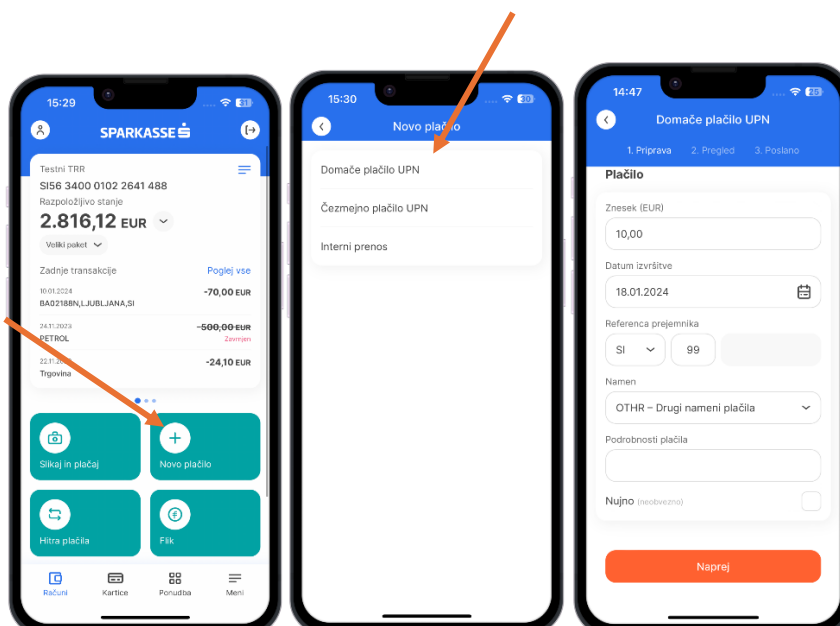 15:29
31
SPARKASSE
Testni TRR
SI56 3400 0102 2641 488
Razpoložljivo stanje
2.816,12 EUR
Veliki paket
Zadnje transakcije Poglej vse
10.01.2024 -70,00 EUR
BA02188N,LJUBLJANA,SI
24.11.2023 -500,00 EUR
PETROL Zavrnjen
22.11. -24,10 EUR
Trgovina
Slikaj in plačaj
Novo plačilo
Hitra plačila
Flik
Računi Kartice Ponudba Meni
15:30
30
Novo plačilo
Domače plačilo UPN
Čezmejno plačilo UPN
Interni prenos
14:47
25
Domače plačilo UPN
1. Priprava 2. Pregled 3. Poslano
Plačilo
Znesek (EUR)
10,00
Datum izvršitve
18.01.2024
Referenca prejemnika
SI 99
Namen
OTHR – Drugi nameni plačila
Podrobnosti plačila
Nujno (neobvezno)
Naprej